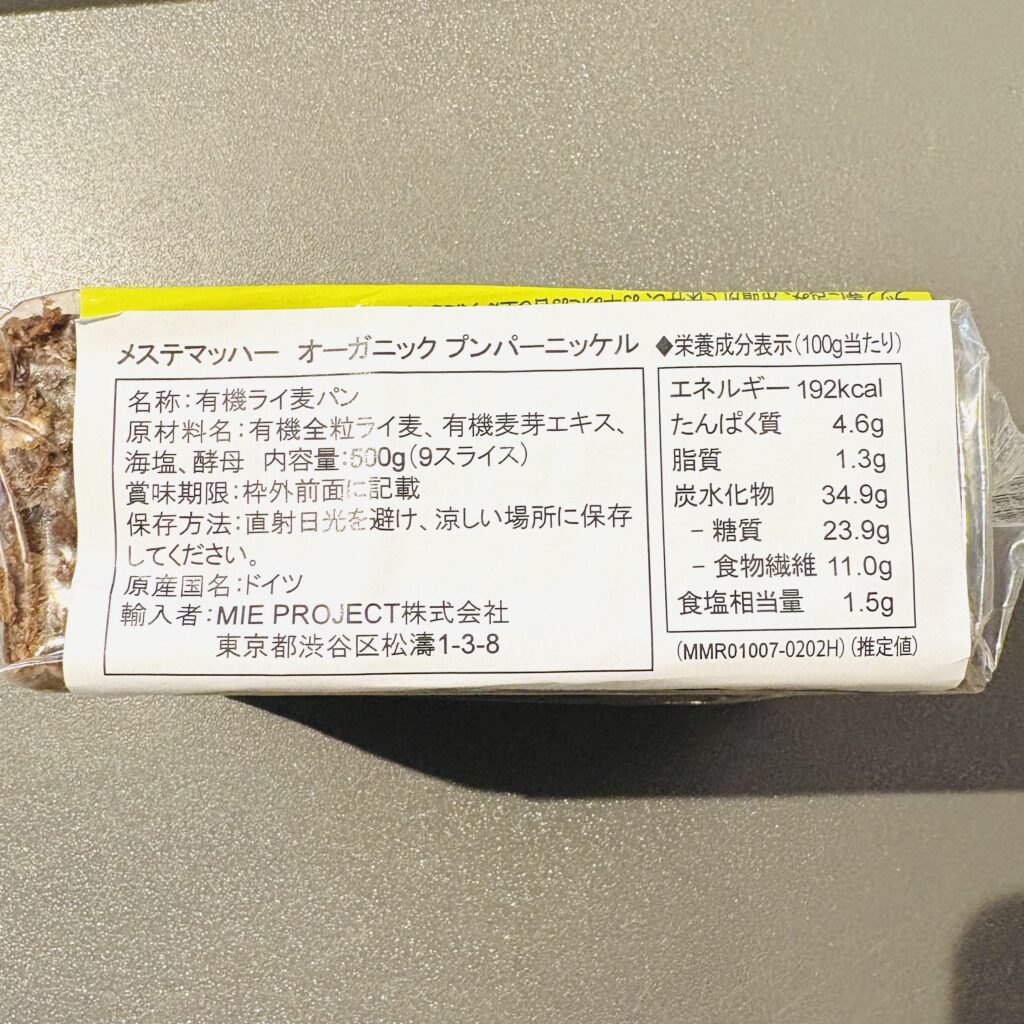 メステマッハー オーガニック プンパーニッケル
名称:有機ライ麦パン
原材料名:有機全粒ライ麦、有機麦芽エキス、
海塩、酵母 内容量:500g(9スライス)
賞味期限:枠外前面に記載
保存方法:直射日光を避け、涼しい場所に保存
してください。
原産国名:ドイツ
輸入者:MIE PROJECT株式会社
東京都渋谷区松濤1-3-8
◆栄養成分表示(100g当たり)
エネルギー 192kcal
たんぱく質 4.6g
脂質 1.3g
炭水化物 34.9g
- 糖質 23.9g
- 食物繊維 11.0g
食塩相当量 1.5g
(MMR01007-0202H)(推定値)